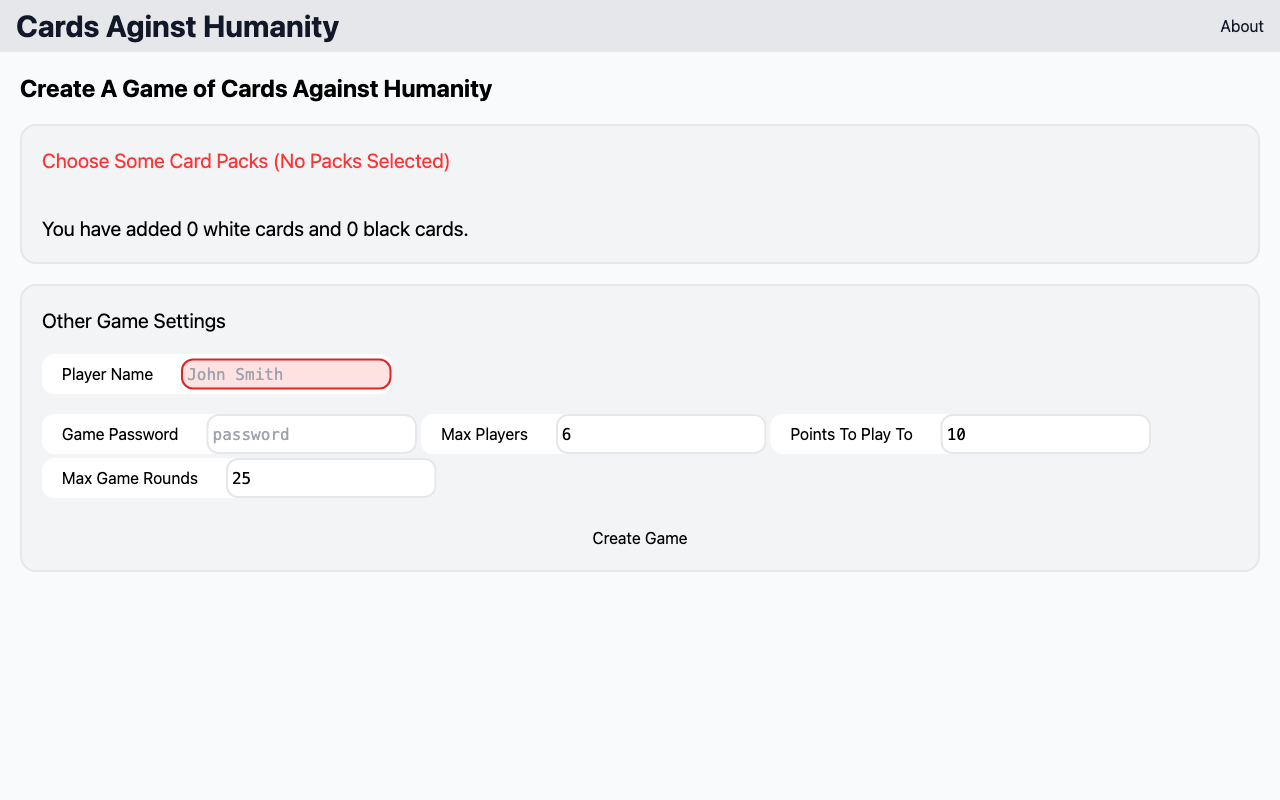 Cards Aginst Humanity
About
Create A Game of Cards Against Humanity
Choose Some Card Packs (No Packs Selected)
You have added 0 white cards and 0 black cards.
Other Game Settings
Player Name John Smith
Game Password password Max Players 6 Points To Play To 10
Max Game Rounds 25
Create Game